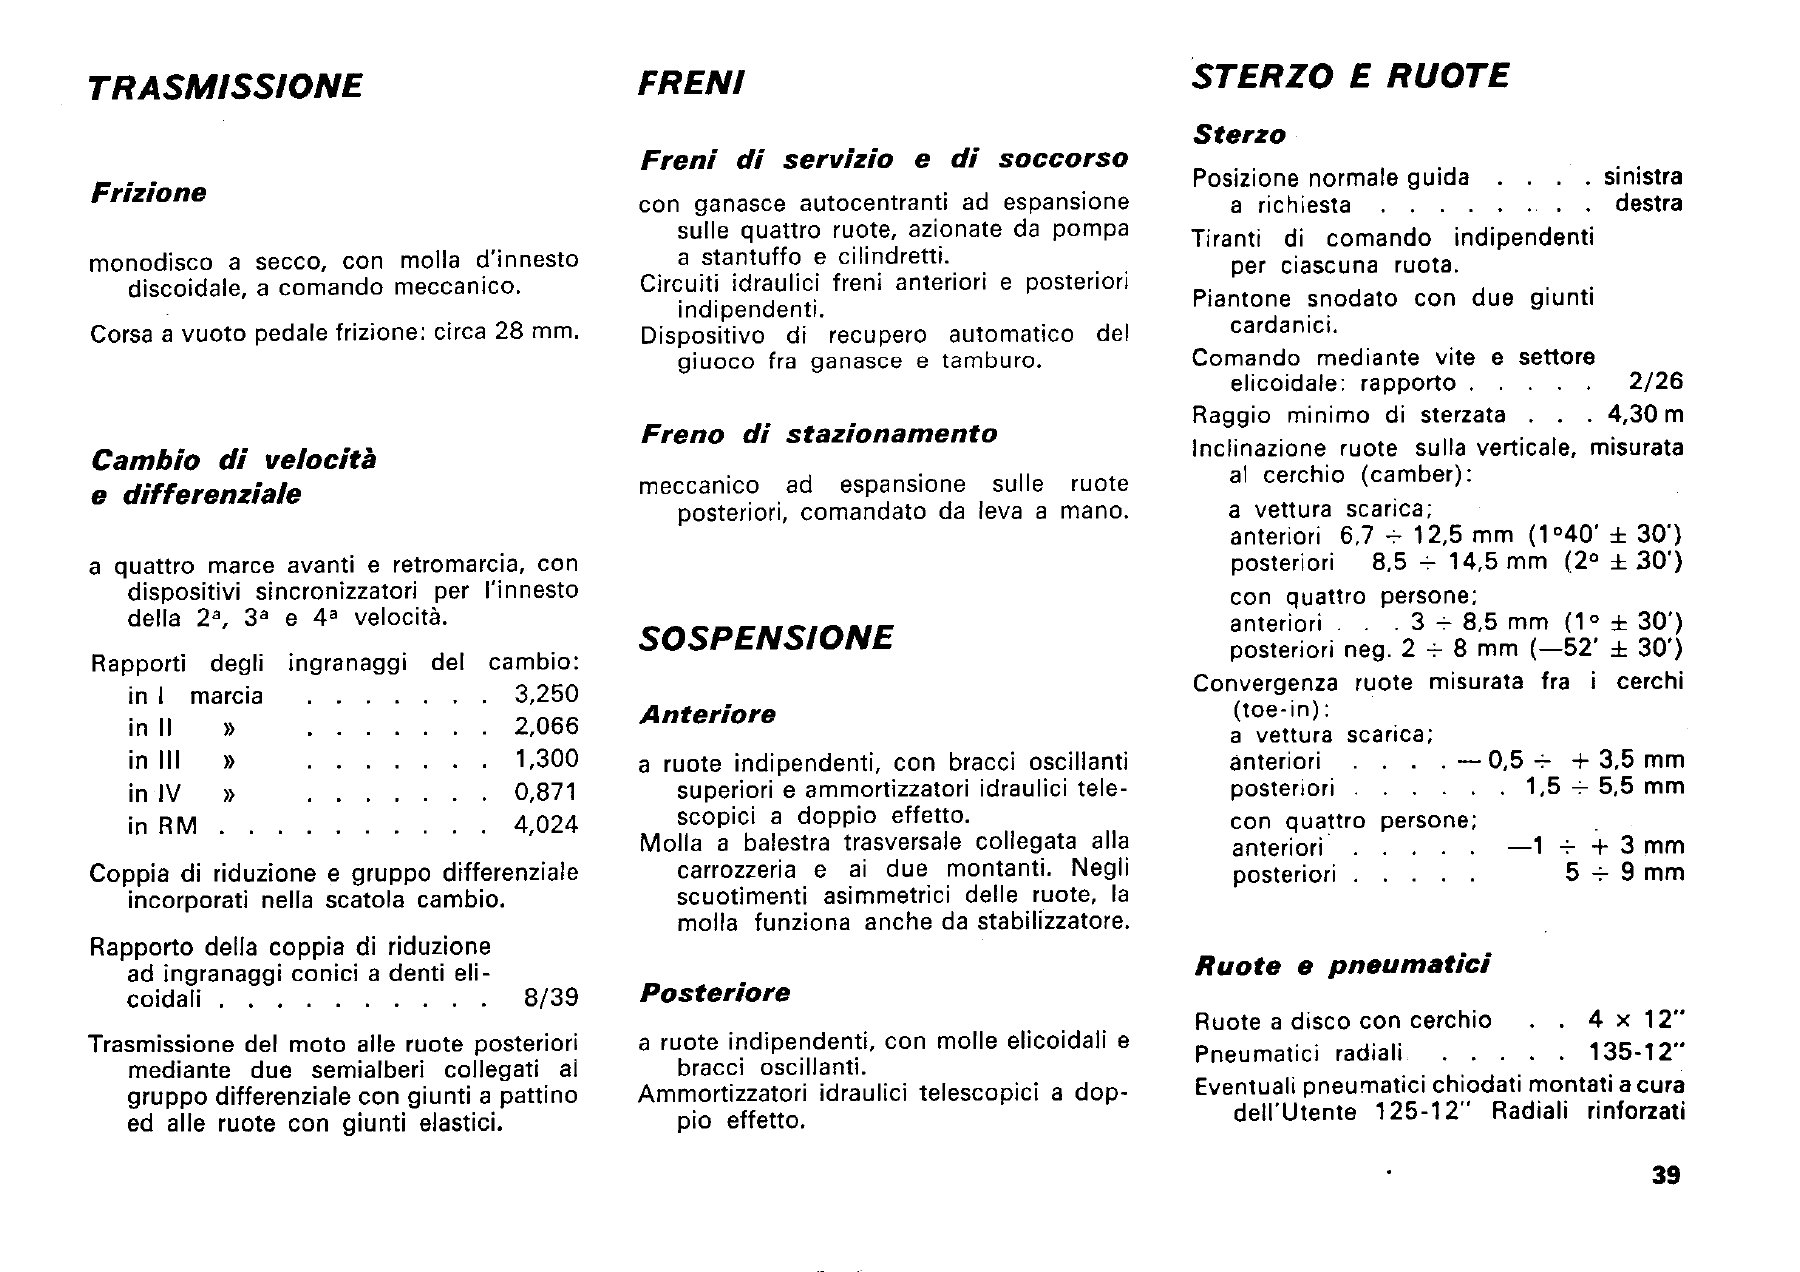 TRASMISSIONE
Frizione
monodisco a secco, con molla d'innesto
discoidale, a comando meccanico.
Corsa a vuoto pedale frizione: circa 28 mm.
Cambio di velocità
e differenziale
a quattro marce avanti e retromarcia, con
dispositivi sincronizzatori per l'innesto
della 2ª, 3ª e 4ª velocità.
Rapporti degli ingranaggi del cambio:
in I marcia . . . . . . . 3,250
in II » . . . . . . . 2,066
in III » . . . . . . . 1,300
in IV » . . . . . . . 0,871
in RM . . . . . . . . . . 4,024
Coppia di riduzione e gruppo differenziale
incorporati nella scatola cambio.
Rapporto della coppia di riduzione
ad ingranaggi conici a denti eli-
coidali . . . . . . . . . . 8/39
Trasmissione del moto alle ruote posteriori
mediante due semialberi collegati al
gruppo differenziale con giunti a pattino
ed alle ruote con giunti elastici.
FRENI
Freni di servizio e di soccorso
con ganasce autocentranti ad espansione
sulle quattro ruote, azionate da pompa
a stantuffo e cilindretti.
Circuiti idraulici freni anteriori e posteriori
indipendenti.
Dispositivo di recupero automatico del
giuoco fra ganasce e tamburo.
Freno di stazionamento
meccanico ad espansione sulle ruote
posteriori, comandato da leva a mano.
SOSPENSIONE
Anteriore
a ruote indipendenti, con bracci oscillanti
superiori e ammortizzatori idraulici tele-
scopici a doppio effetto.
Molla a balestra trasversale collegata alla
carrozzeria e ai due montanti. Negli
scuotimenti asimmetrici delle ruote, la
molla funziona anche da stabilizzatore.
Posteriore
a ruote indipendenti, con molle elicoidali e
bracci oscillanti.
Ammortizzatori idraulici telescopici a dop-
pio effetto.
STERZO E RUOTE
Sterzo
Posizione normale guida . . . . sinistra
a richiesta . . . . . . . . destra
Tiranti di comando indipendenti
per ciascuna ruota.
Piantone snodato con due giunti
cardanici.
Comando mediante vite e settore
elicoidale: rapporto . . . . . 2/26
Raggio minimo di sterzata . . . 4,30 m
Inclinazione ruote sulla verticale, misurata
al cerchio (camber):
a vettura scarica;
anteriori 6,7 ÷ 12,5 mm (1°40' ± 30')
posteriori 8,5 ÷ 14,5 mm (2° ± 30')
con quattro persone;
anteriori . . . 3 ÷ 8,5 mm (1° ± 30')
posteriori neg. 2 ÷ 8 mm (—52' ± 30')
Convergenza ruote misurata fra i cerchi
(toe-in):
a vettura scarica;
anteriori . . . . — 0,5 ÷ + 3,5 mm
posteriori . . . . . . 1,5 ÷ 5,5 mm
con quattro persone;
anteriori . . . . . —1 ÷ + 3 mm
posteriori . . . . . 5 ÷ 9 mm
Ruote e pneumatici
Ruote a disco con cerchio . . 4 x 12"
Pneumatici radiali . . . . . 135-12"
Eventuali pneumatici chiodati montati a cura
dell'Utente 125-12" Radiali rinforzati
39